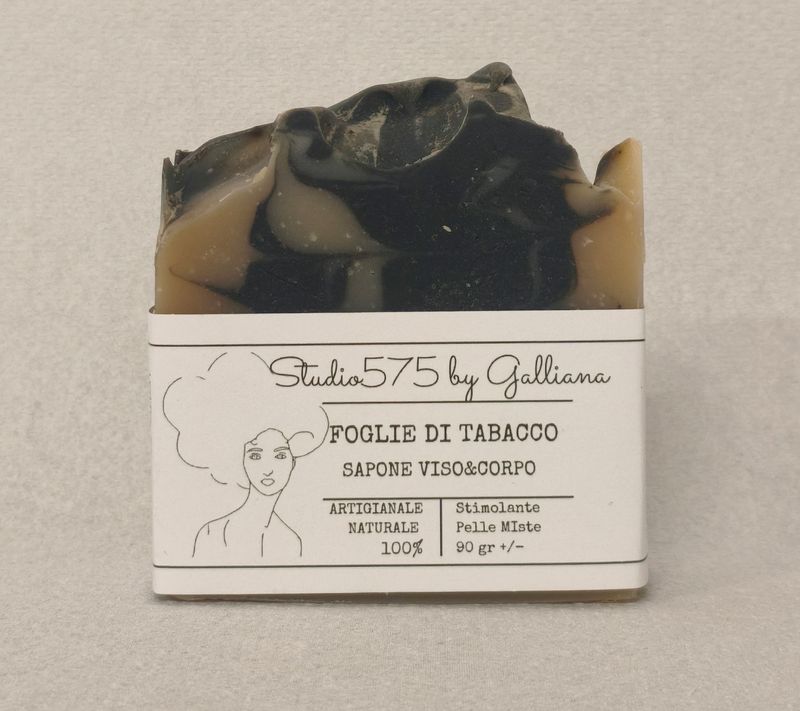 Studio575 by Galliana
FOGLIE DI TABACCO
SAPONE VISO&CORPO
ARTIGIANALE
NATURALE
100%
Stimolante
Pelle MIste
90 gr +/-